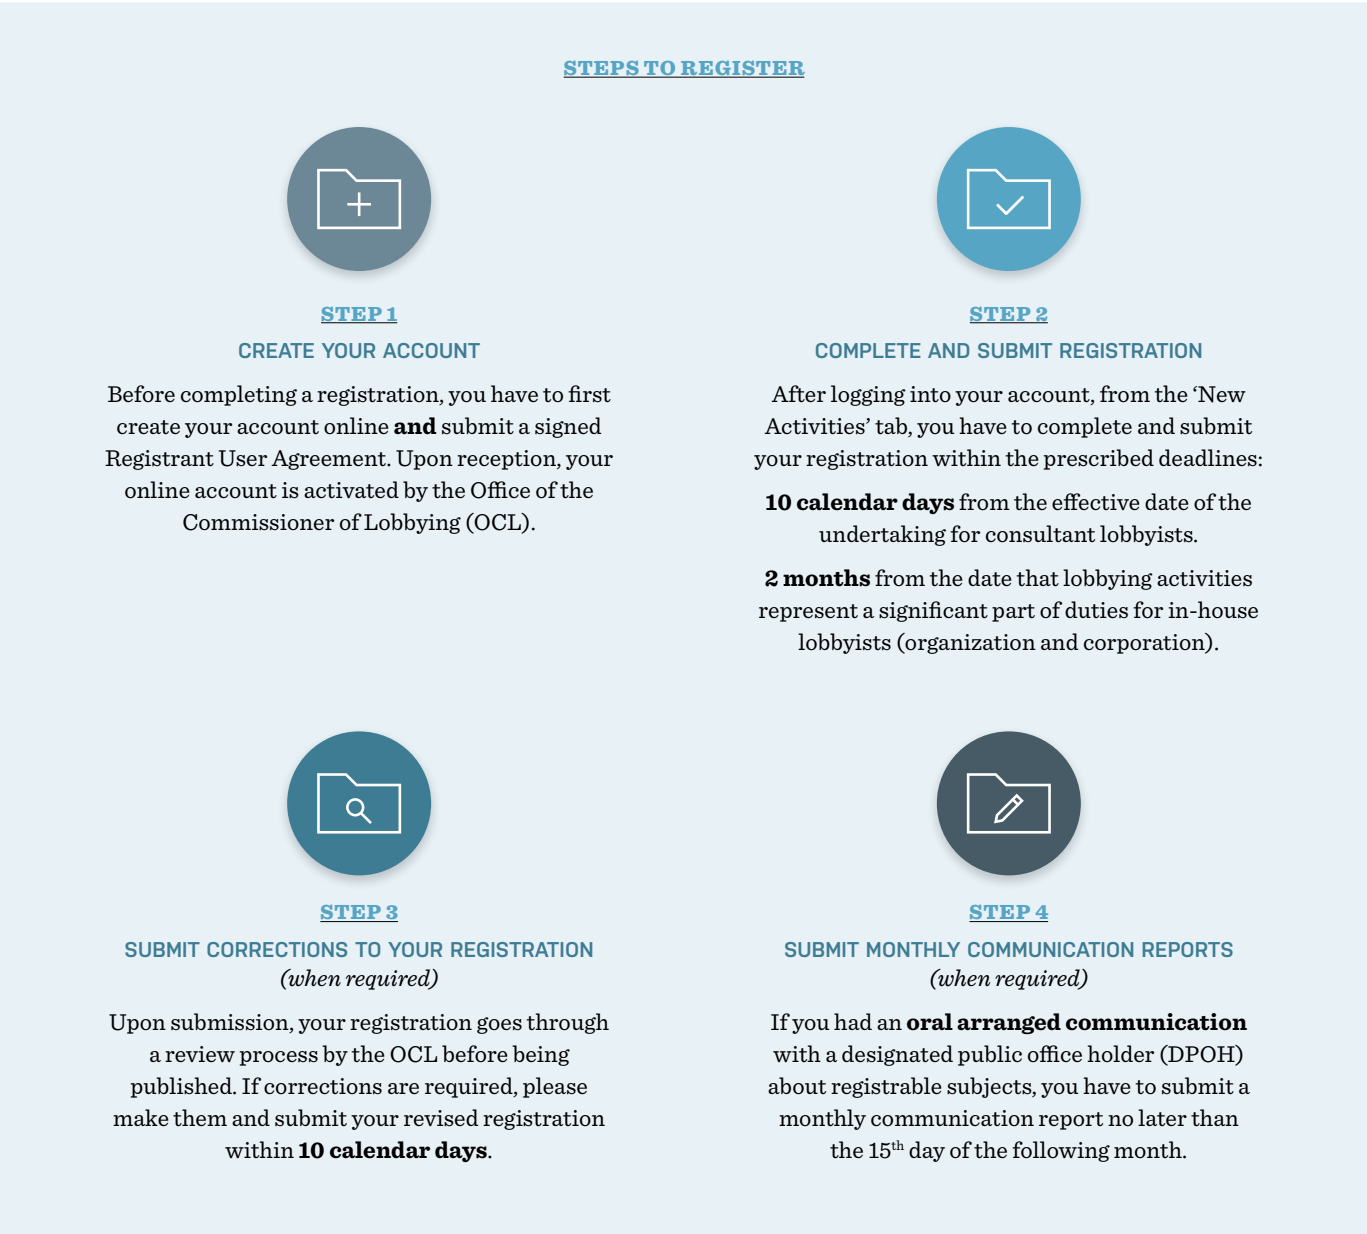 STEPS TO REGISTER
STEP 1
CREATE YOUR ACCOUNT
Before completing a registration, you have to first
create your account online and submit a signed
Registrant User Agreement. Upon reception, your
online account is activated by the Office of the
Commissioner of Lobbying (OCL).
STEP 2
COMPLETE AND SUBMIT REGISTRATION
After logging into your account, from the ‘New
Activities’ tab, you have to complete and submit
your registration within the prescribed deadlines:
10 calendar days from the effective date of the
undertaking for consultant lobbyists.
2 months from the date that lobbying activities
represent a significant part of duties for in-house
lobbyists (organization and corporation).
STEP 3
SUBMIT CORRECTIONS TO YOUR REGISTRATION
(when required)
Upon submission, your registration goes through
a review process by the OCL before being
published. If corrections are required, please
make them and submit your revised registration
within 10 calendar days.
STEP 4
SUBMIT MONTHLY COMMUNICATION REPORTS
(when required)
If you had an oral arranged communication
with a designated public office holder (DPOH)
about registrable subjects, you have to submit a
monthly communication report no later than
the 15th day of the following month.